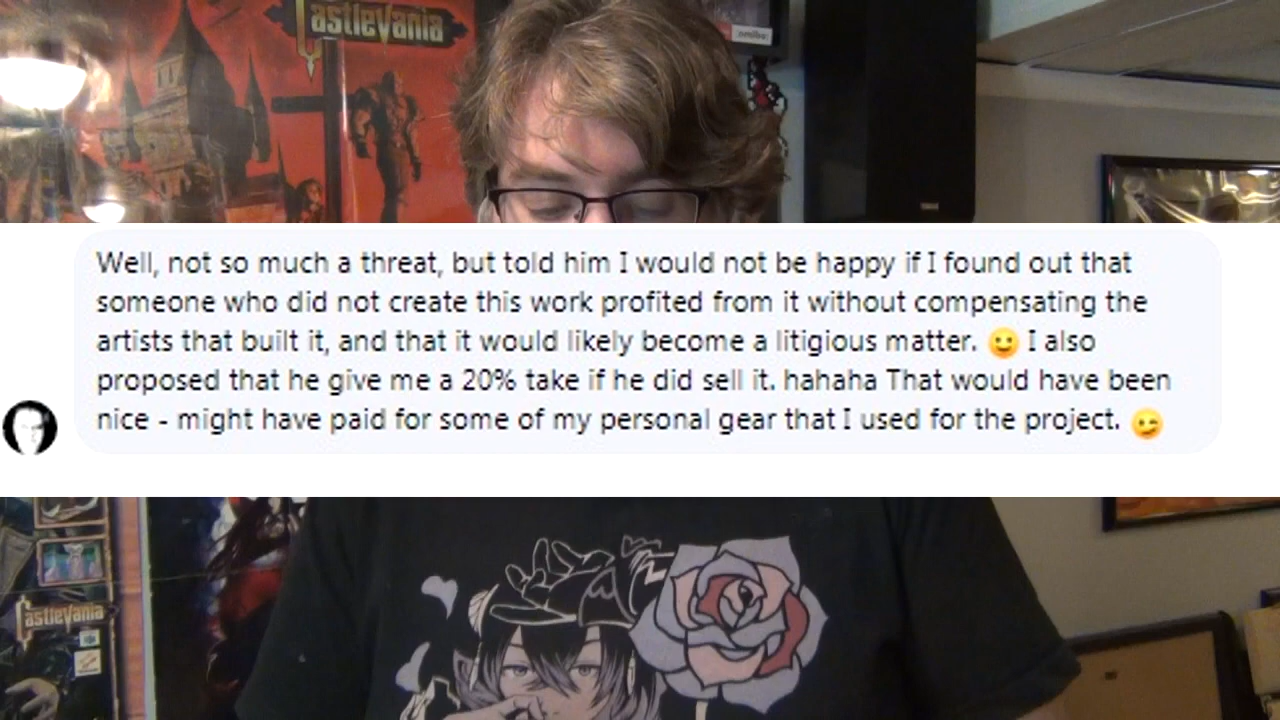 Castlevania
amiibo
Well, not so much a threat, but told him I would not be happy if I found out that
someone who did not create this work profited from it without compensating the
artists that built it, and that it would likely become a litigious matter. 🙂 I also
proposed that he give me a 20% take if he did sell it. hahaha That would have been
nice - might have paid for some of my personal gear that I used for the project. 😉
Castlevania